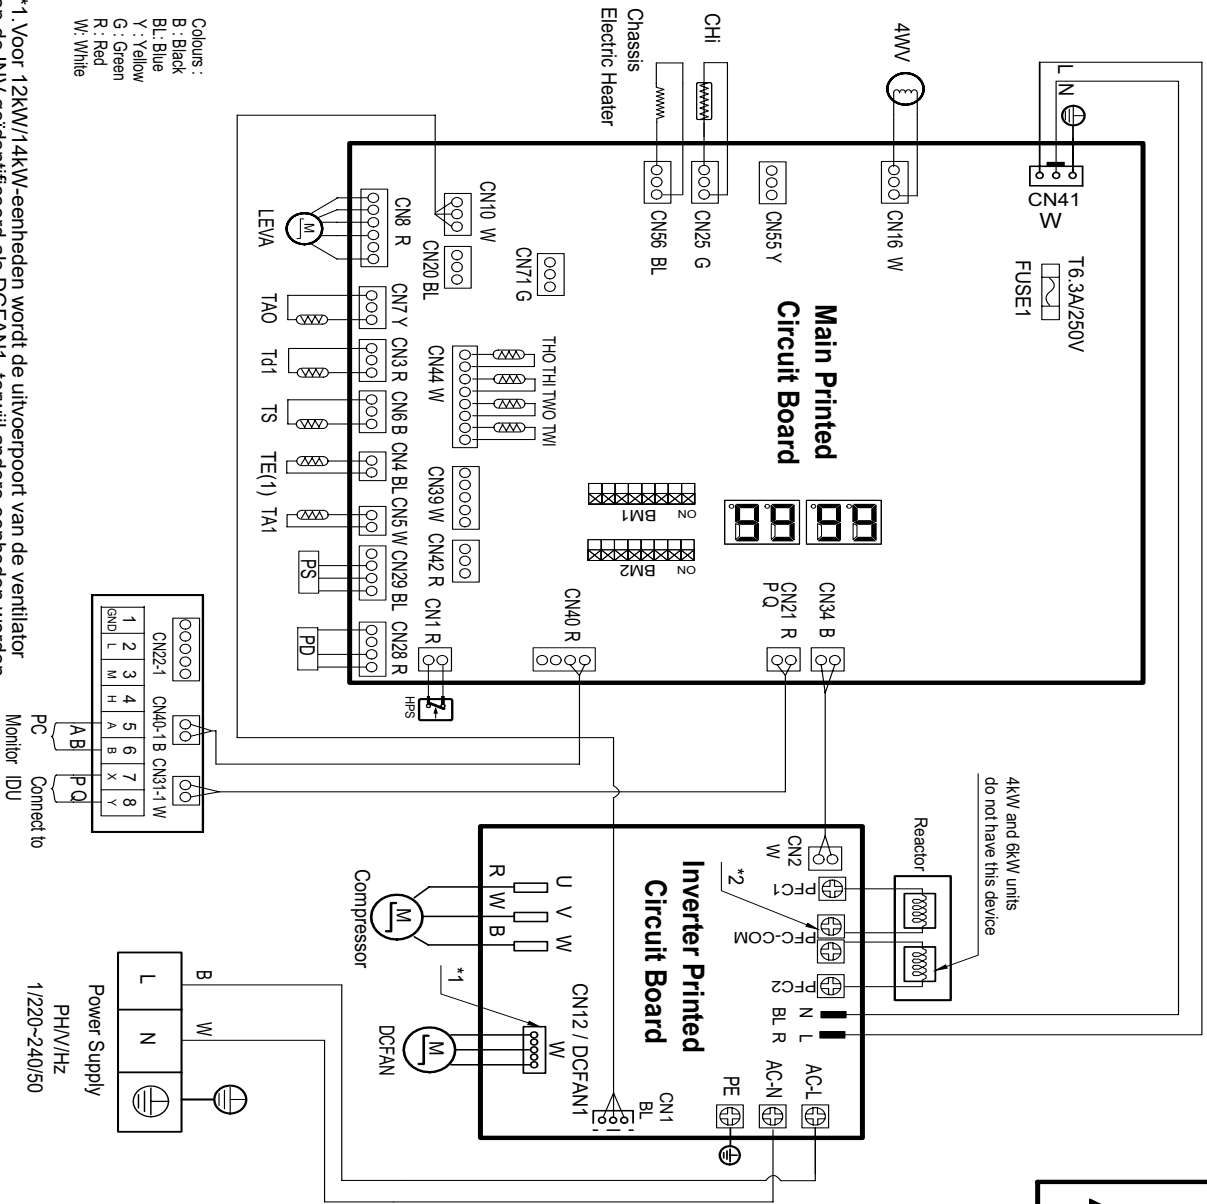 4WV
CHi
Chassis
Electric Heater
L
N
CN41
W
T6.3A/250V
FUSE1
CN16 W
CN55 Y
CN25 G
CN56 BL
Main Printed
Circuit Board
CN10 W
CN20 BL
CN71 G
CN8 R
LEVA
CN7 Y
TAO
CN3 R
Td1
CN6 B
TS
CN4 BL
TE(1)
CN5 W
TA1
CN29 BL
PS
CN28 R
PD
CN44 W
THO THI TWO TWI
CN39 W
CN42 R
CN1 R
HPS
BM1
ON
BM2
ON
CN40 R
CN21 R
P Q
CN34 B
Colours :
B : Black
BL: Blue
Y : Yellow
G : Green
R : Red
W: White
*1.Voor 12kW/14kW-eenheden wordt de uitvoerpoort van de ventilator
CN22-1
CN40-1 B
CN31-1 W
1 2 3 4 5 6 7 8
GND L M H A B X Y
A B
P Q
PC
Monitor
Connect to
IDU
4kW and 6kW units
do not have this device
Reactor
CN2
W
PFC1
PFC-COM
PFC2
*2
N L
BL R
Inverter Printed
Circuit Board
U V W
R W B
Compressor
*1
W
CN12 / DCFAN1
DCFAN
CN1
BL
PE
AC-N
AC-L
L
N
B
W
Power Supply
PH/V/Hz
1/220~240/50